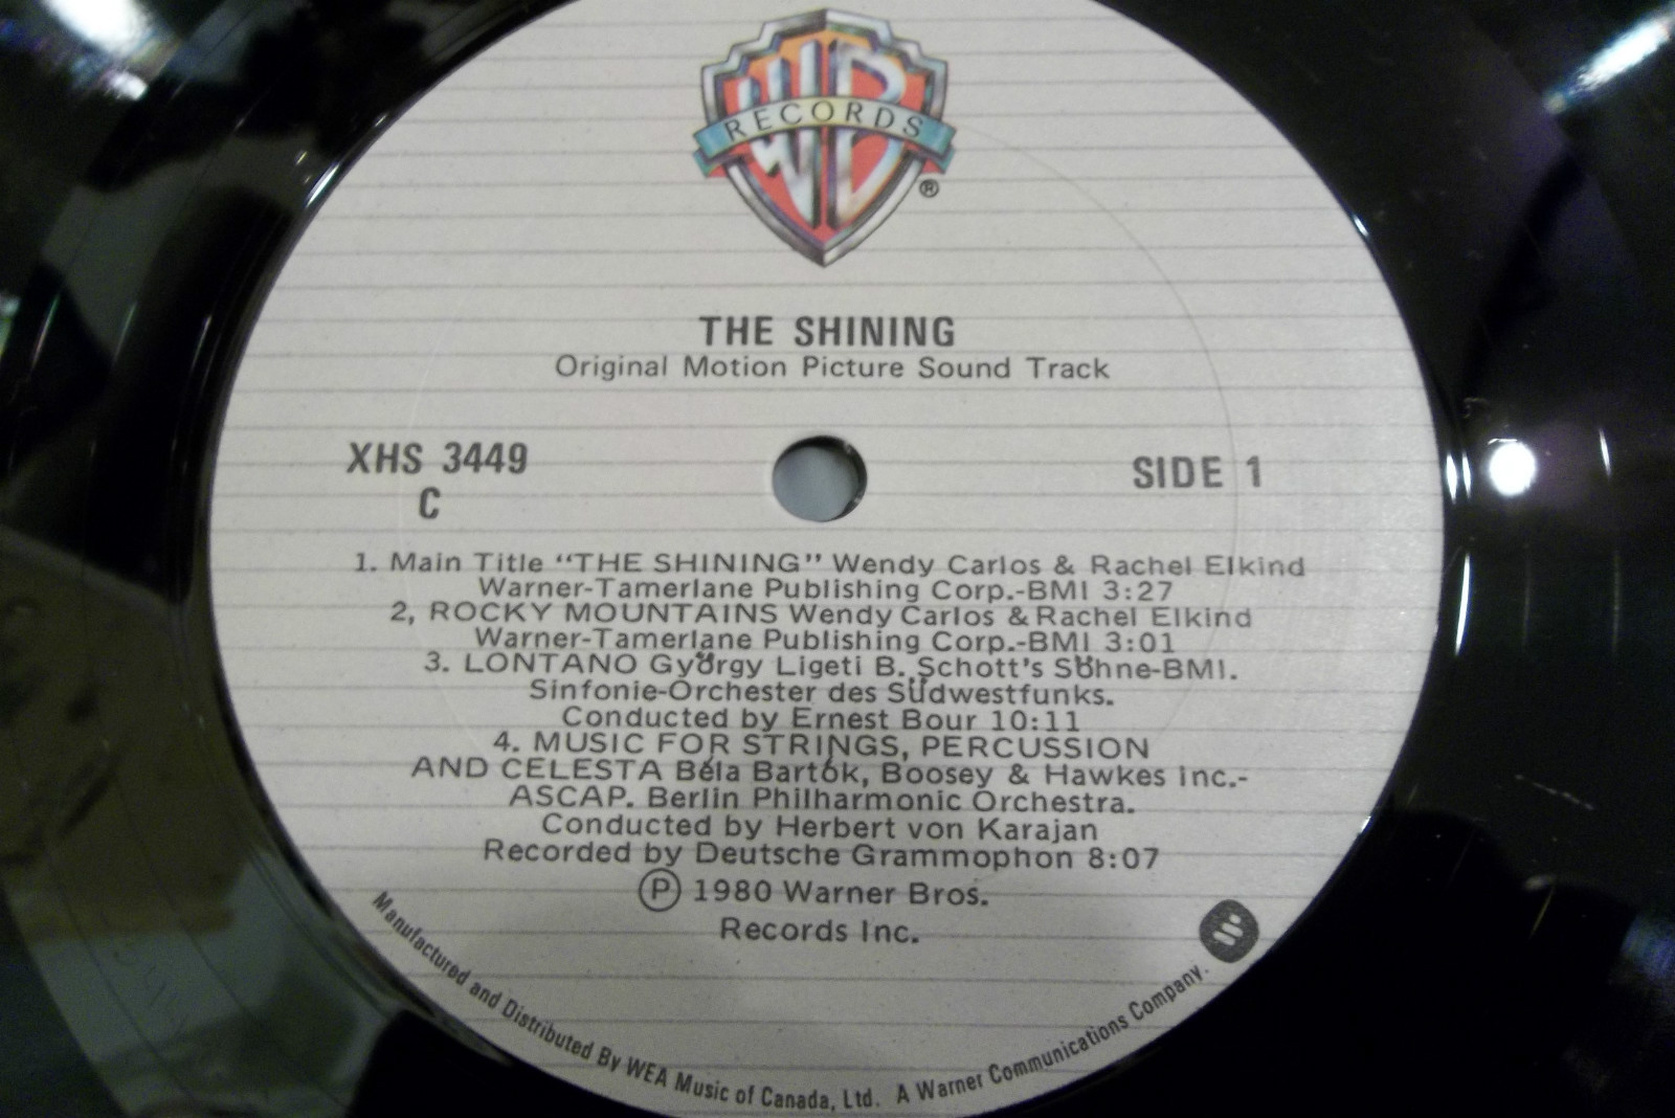 WB
RECORDS
®
THE SHINING
Original Motion Picture Sound Track
XHS 3449
C
SIDE 1
1. Main Title “THE SHINING” Wendy Carlos & Rachel Elkind
Warner-Tamerlane Publishing Corp.-BMI 3:27
2, ROCKY MOUNTAINS Wendy Carlos & Rachel Elkind
Warner-Tamerlane Publishing Corp.-BMI 3:01
3. LONTANO György Ligeti B. Schott's Söhne-BMI.
Sinfonie-Orchester des Südwestfunks.
Conducted by Ernest Bour 10:11
4. MUSIC FOR STRINGS, PERCUSSION
AND CELESTA Béla Bartók, Boosey & Hawkes Inc.-
ASCAP. Berlin Philharmonic Orchestra.
Conducted by Herbert von Karajan
Recorded by Deutsche Grammophon 8:07
Ⓟ 1980 Warner Bros.
Records Inc.
Manufactured and Distributed By WEA Music of Canada, Ltd. A Warner Communications Company.